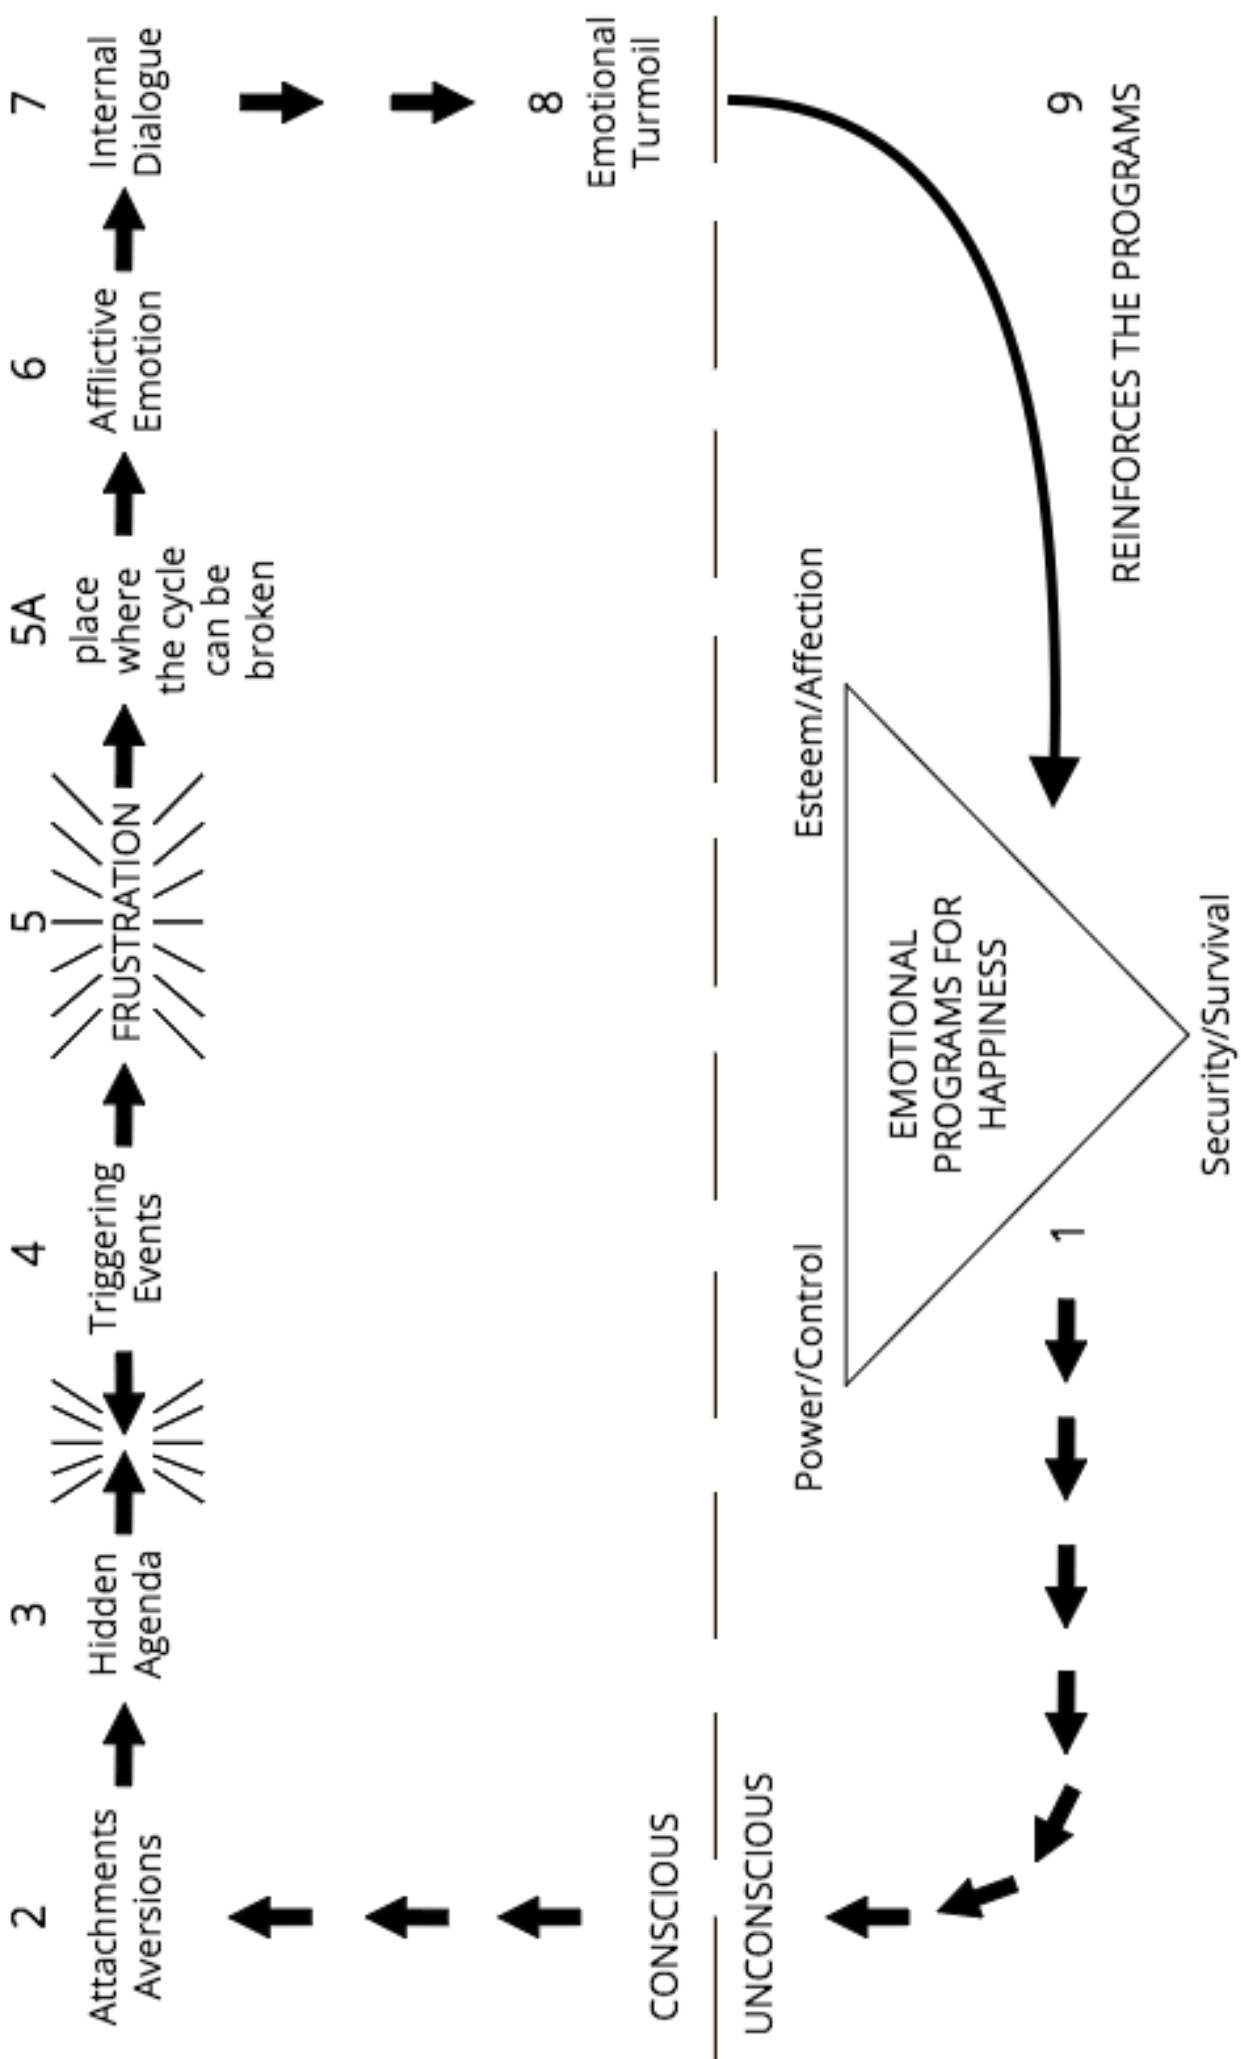 2
Attachments
Aversions
3
Hidden
Agenda
4
Triggering
Events
5
FRUSTRATION
5A
place
where
the cycle
can be
broken
6
Afflictive
Emotion
7
Internal
Dialogue
8
Emotional
Turmoil
CONSCIOUS
UNCONSCIOUS
Power/Control
Esteem/Affection
EMOTIONAL
PROGRAMS FOR
HAPPINESS
1
Security/Survival
9
REINFORCES THE PROGRAMS